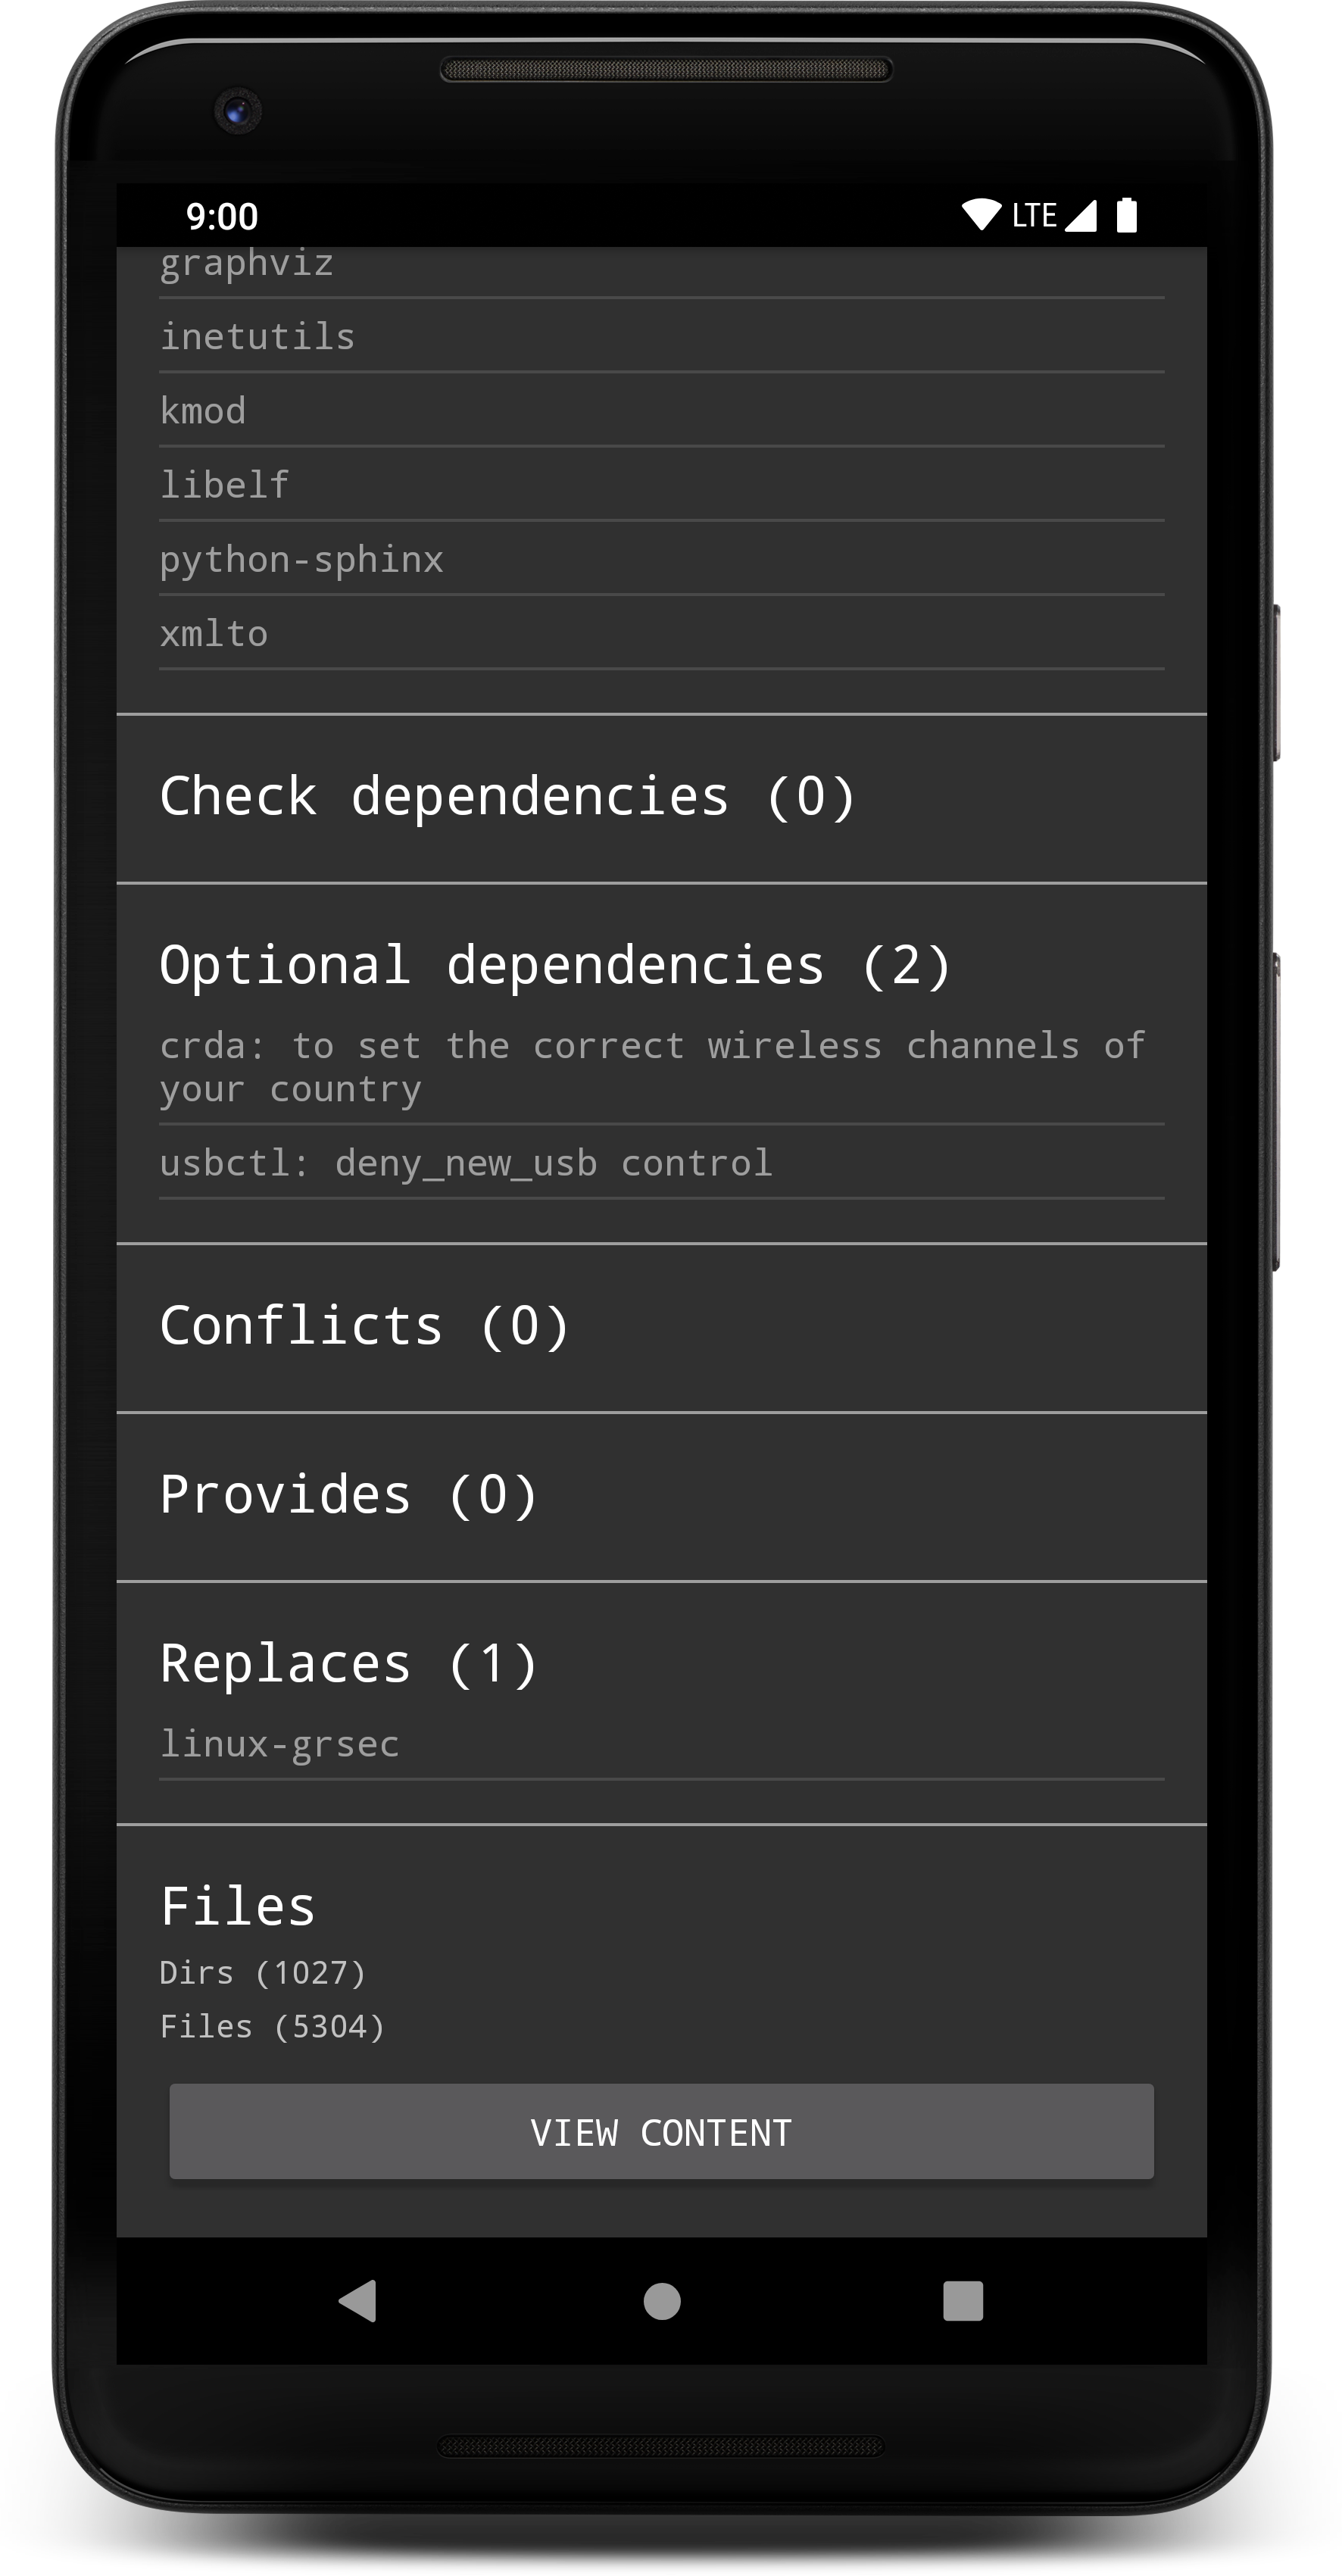 9:00 LTE
graphviz
inetutils
kmod
libelf
python-sphinx
xmlto
Check dependencies (0)
Optional dependencies (2)
crda: to set the correct wireless channels of
your country
usbctl: deny_new_usb control
Conflicts (0)
Provides (0)
Replaces (1)
linux-grsec
Files
Dirs (1027)
Files (5304)
VIEW CONTENT